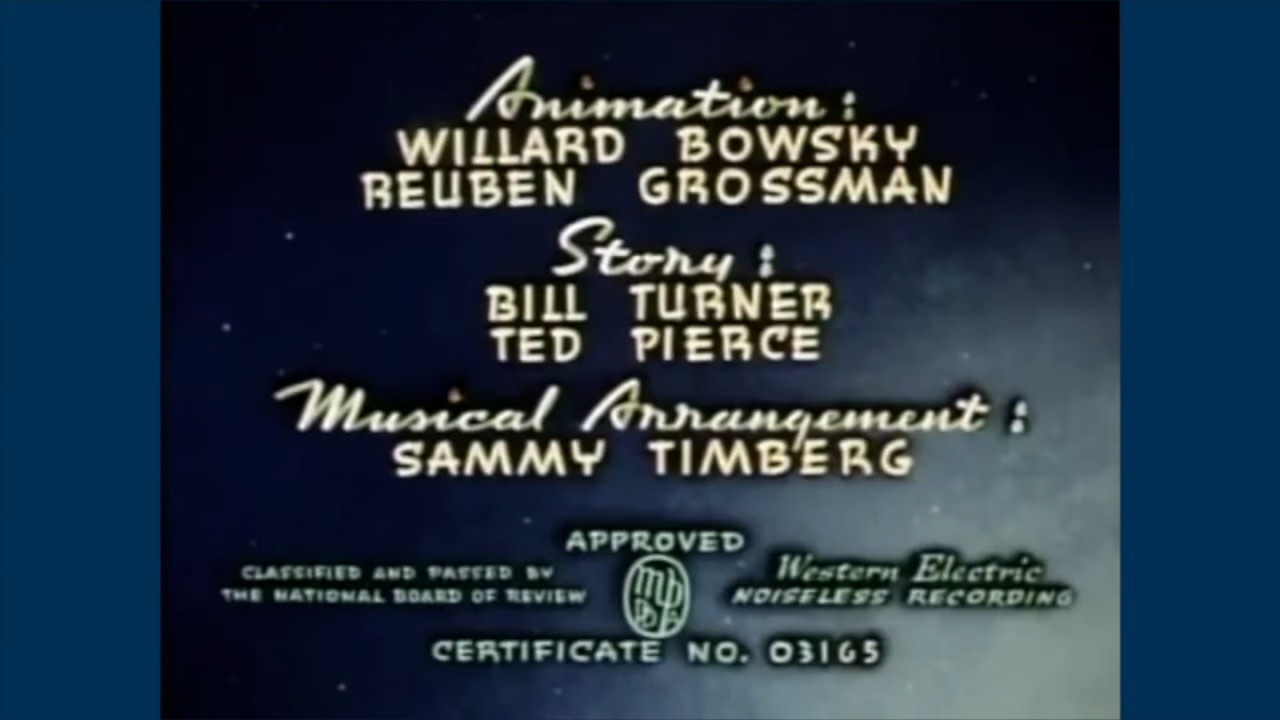 Animation:
WILLARD BOWSKY
REUBEN GROSSMAN
Story:
BILL TURNER
TED PIERCE
Musical Arrangement:
SAMMY TIMBERG
APPROVED
CLASSIFIED AND PASSED BY
THE NATIONAL BOARD OF REVIEW
Western Electric
NOISELESS RECORDING
CERTIFICATE NO. 03165